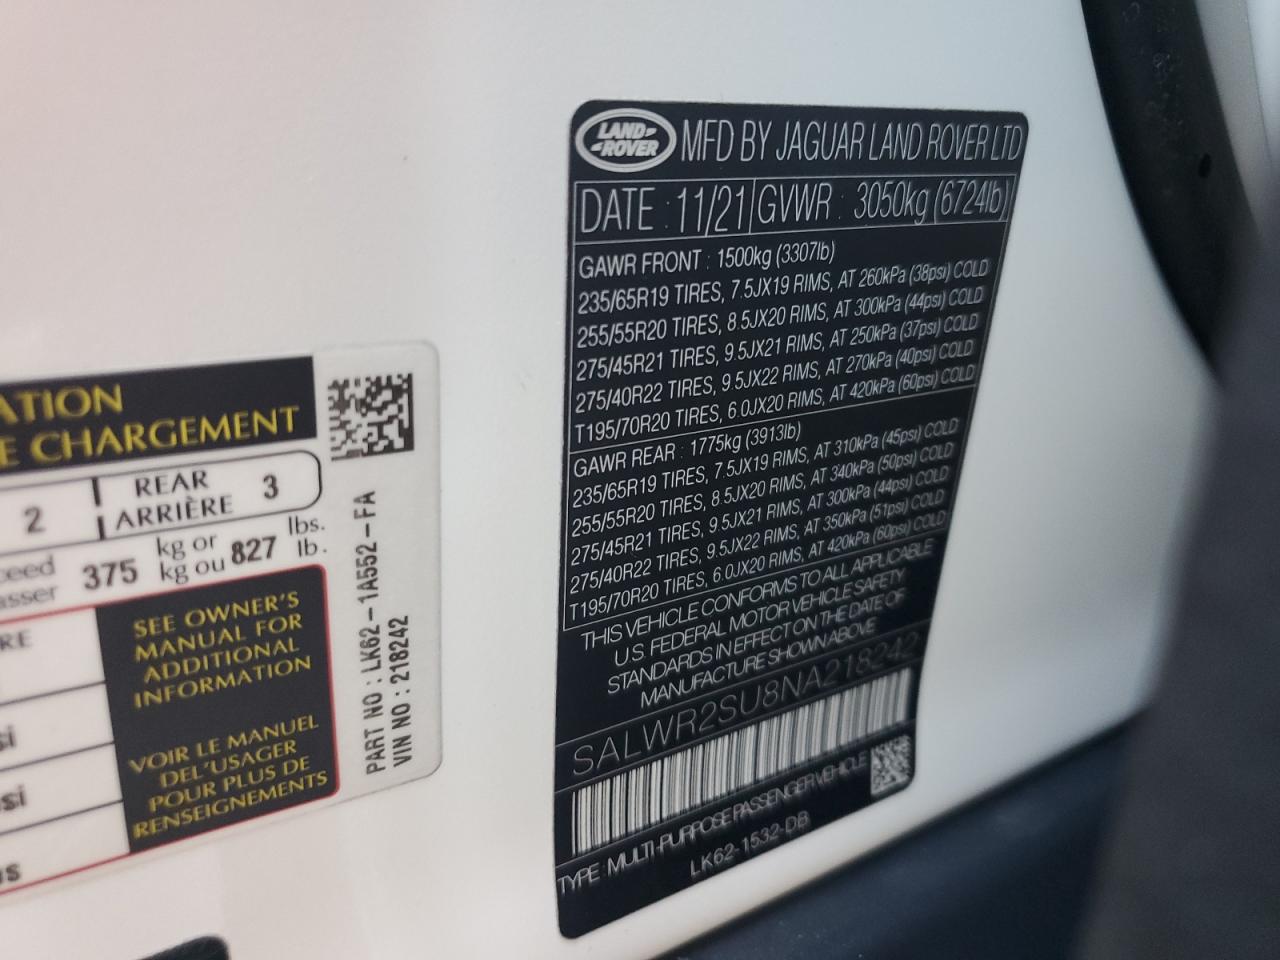 ATION
E CHARGEMENT
2 REAR 3
ARRIÈRE
ceed
asser 375 kg or 827 lbs.
kg ou lb.
RE
SEE OWNER'S
MANUAL FOR
ADDITIONAL
INFORMATION
VOIR LE MANUEL
DEL'USAGER
POUR PLUS DE
RENSEIGNEMENTS
si
si
us
PART NO : LK62-1A552-FA
VIN NO : 218242
LAND-
-ROVER
MFD BY JAGUAR LAND ROVER LTD
DATE : 11/21 GVWR : 3050kg (6724lb)
GAWR FRONT : 1500kg (3307lb)
235/65R19 TIRES, 7.5JX19 RIMS, AT 260kPa (38psi) COLD
255/55R20 TIRES, 8.5JX20 RIMS, AT 300kPa (44psi) COLD
275/45R21 TIRES, 9.5JX21 RIMS, AT 250kPa (37psi) COLD
275/40R22 TIRES, 9.5JX22 RIMS, AT 270kPa (40psi) COLD
T195/70R20 TIRES, 6.0JX20 RIMS, AT 420kPa (60psi) COLD
GAWR REAR : 1775kg (3913lb)
235/65R19 TIRES, 7.5JX19 RIMS, AT 310kPa (45psi) COLD
255/55R20 TIRES, 8.5JX20 RIMS, AT 340kPa (50psi) COLD
275/45R21 TIRES, 9.5JX21 RIMS, AT 300kPa (44psi) COLD
275/40R22 TIRES, 9.5JX22 RIMS, AT 350kPa (51psi) COLD
T195/70R20 TIRES, 6.0JX20 RIMS, AT 420kPa (60psi) COLD
THIS VEHICLE CONFORMS TO ALL APPLICABLE
U.S. FEDERAL MOTOR VEHICLE SAFETY
STANDARDS IN EFFECT ON THE DATE OF
MANUFACTURE SHOWN ABOVE
SALWR2SU8NA218242
TYPE : MULTI-PURPOSE PASSENGER VEHICLE
LK62-1532-DB